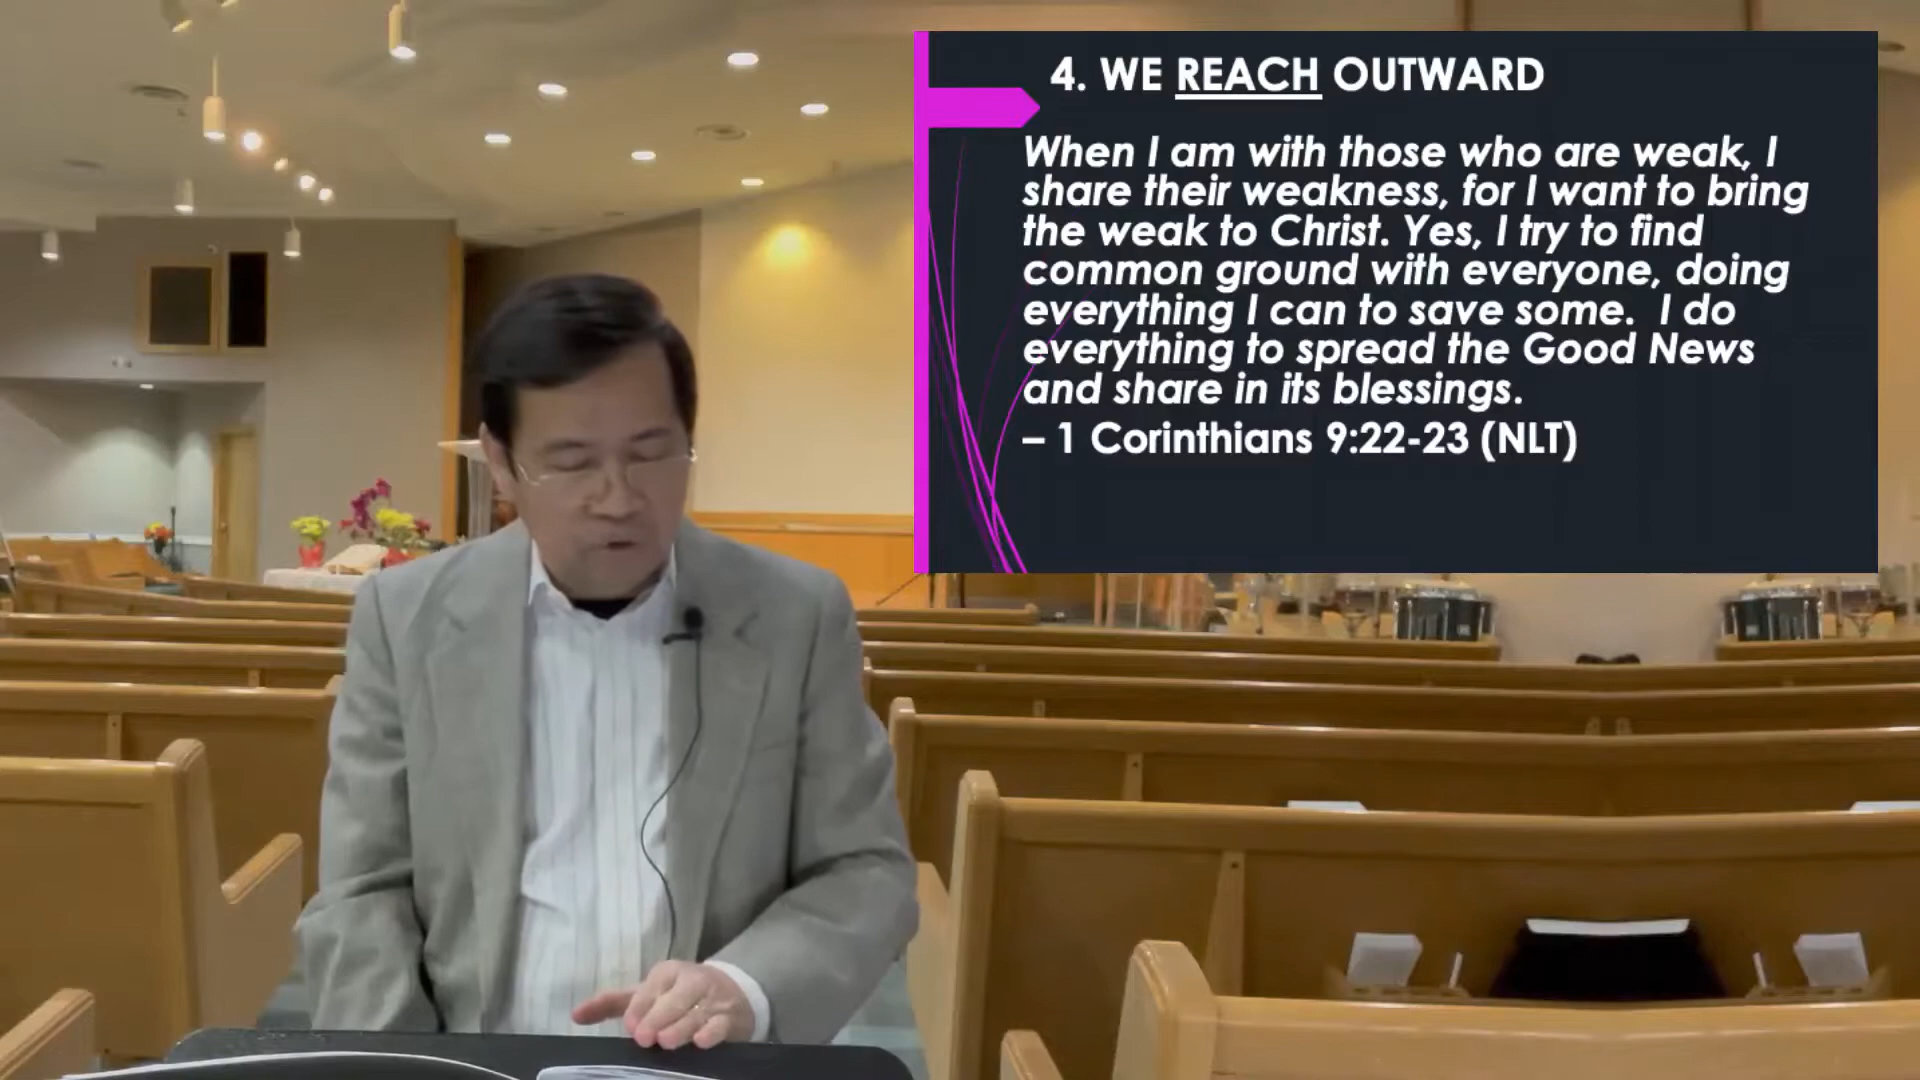 4. WE REACH OUTWARD
When I am with those who are weak, I
share their weakness, for I want to bring
the weak to Christ. Yes, I try to find
common ground with everyone, doing
everything I can to save some.  I do
everything to spread the Good News
and share in its blessings.
– 1 Corinthians 9:22-23 (NLT)